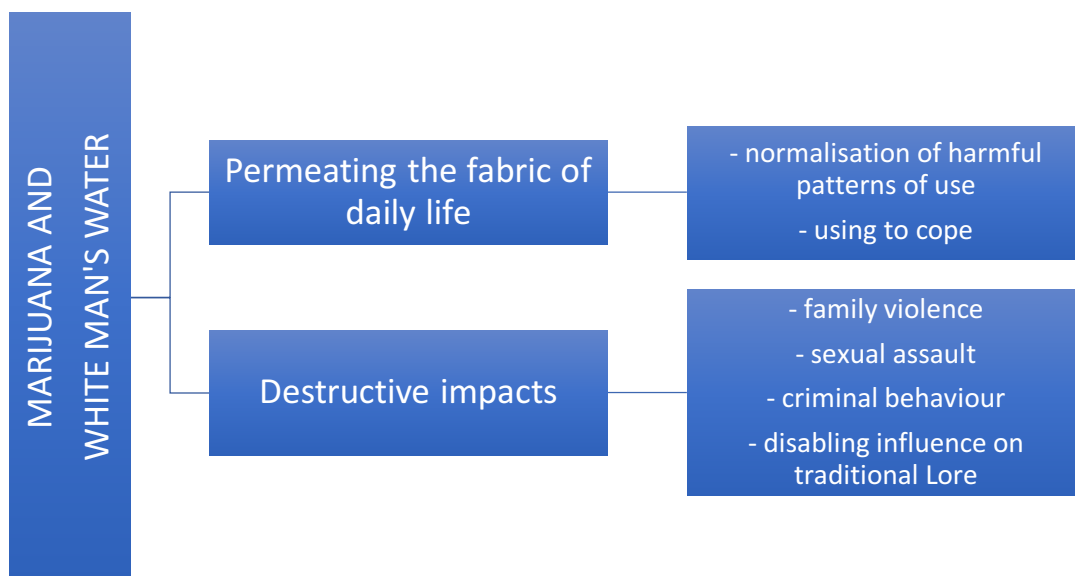 MARIJUANA AND
WHITE MAN'S WATER
Permeating the fabric of
daily life
- normalisation of harmful
patterns of use
- using to cope
Destructive impacts
- family violence
- sexual assault
- criminal behaviour
- disabling influence on
traditional Lore